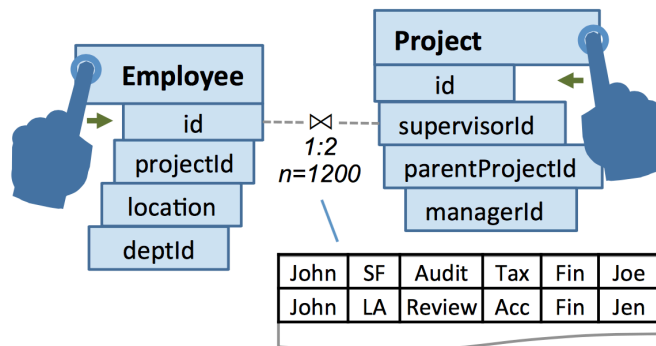 Employee
id
projectId
location
deptId
⋈
1:2
n=1200
Project
id
supervisorId
parentProjectId
managerId
John SF Audit Tax Fin Joe
John LA Review Acc Fin Jen